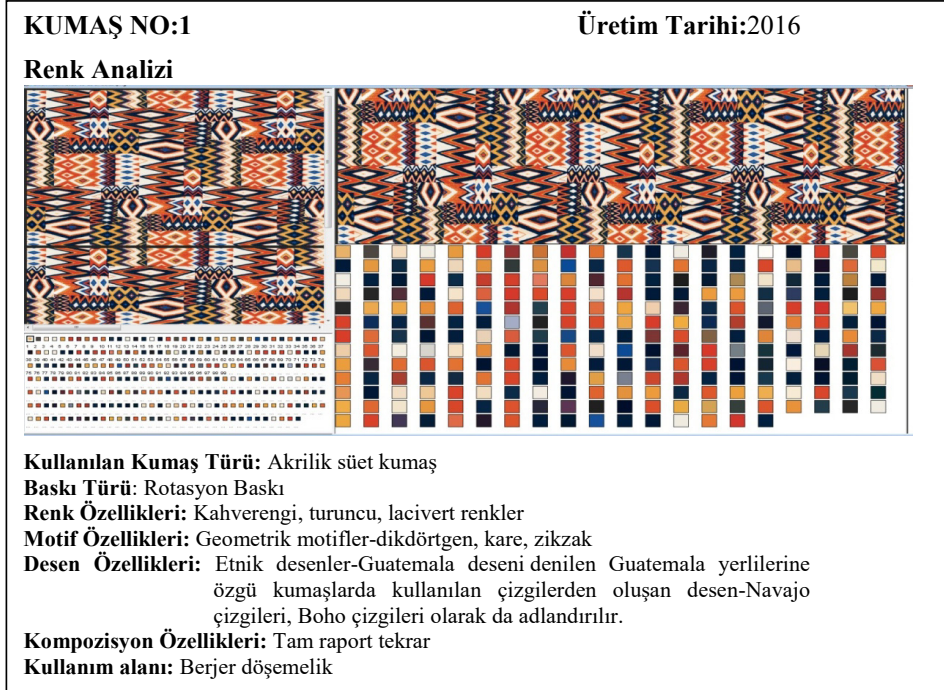 KUMAŞ NO:1 Üretim Tarihi:2016
Renk Analizi
Kullanılan Kumaş Türü: Akrilik süet kumaş
Baskı Türü: Rotasyon Baskı
Renk Özellikleri: Kahverengi, turuncu, lacivert renkler
Motif Özellikleri: Geometrik motifler-dikdörtgen, kare, zikzak
Desen Özellikleri: Etnik desenler-Guatemala deseni denilen Guatemala yerlilerine
özgü kumaşlarda kullanılan çizgilerden oluşan desen-Navajo
çizgileri, Boho çizgileri olarak da adlandırılır.
Kompozisyon Özellikleri: Tam raport tekrar
Kullanım alanı: Berjer döşemelik